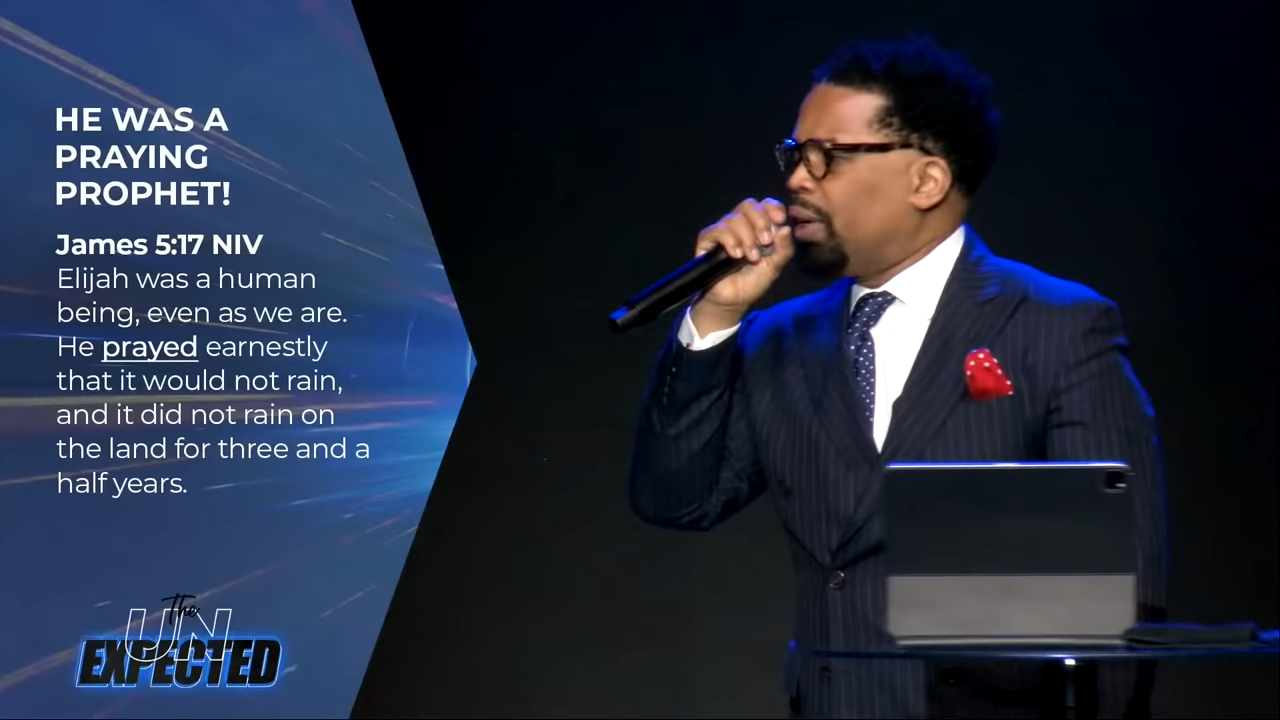 HE WAS A
PRAYING
PROPHET!
James 5:17 NIV
Elijah was a human
being, even as we are.
He prayed earnestly
that it would not rain,
and it did not rain on
the land for three and a
half years.
The
UN
EXPECTED